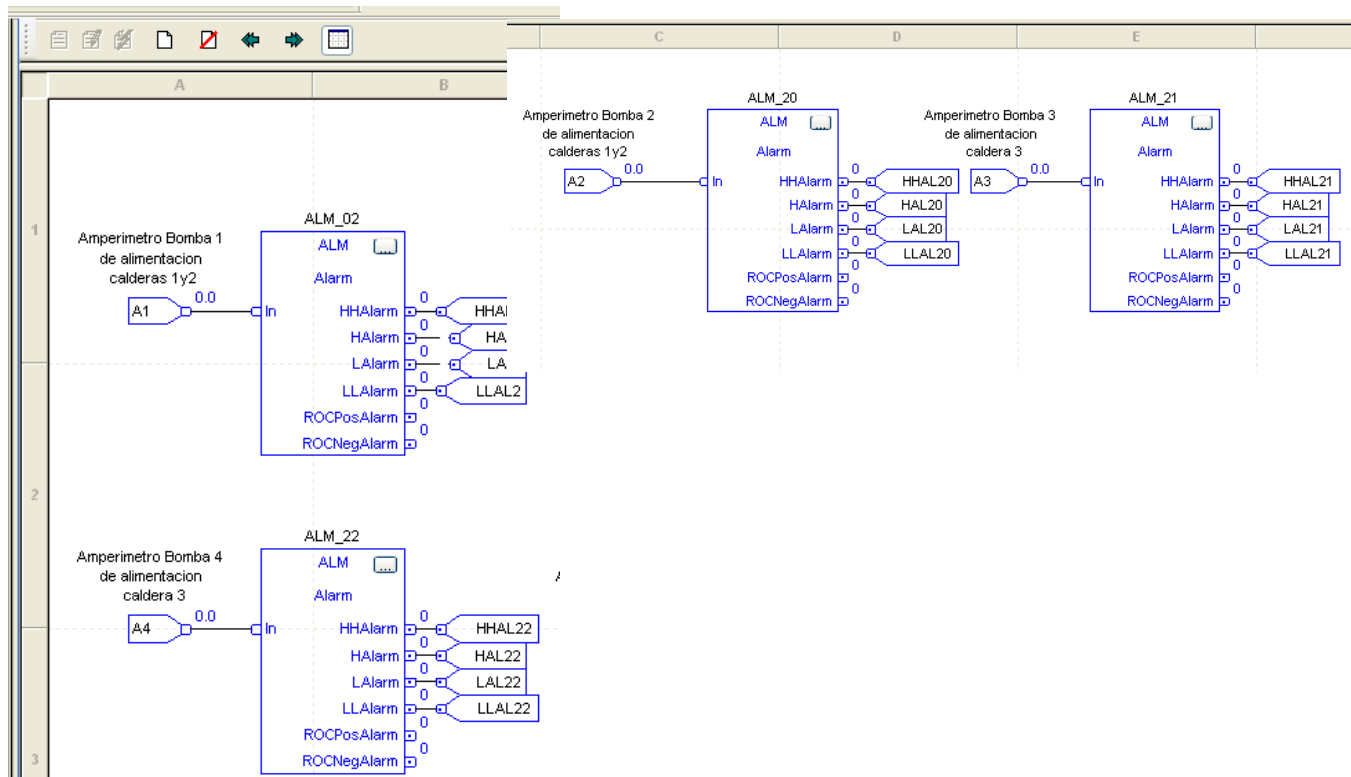 A
B
C
D
E
1
2
3
ALM_02
Amperimetro Bomba 1
de alimentacion
calderas 1y2
A1
0.0
ALM
...
Alarm
In
HHAlarm
0
HHAL
HAlarm
0
HA
LAlarm
0
LA
LLAlarm
0
LLAL2
ROCPosAlarm
0
ROCNegAlarm
0
ALM_20
Amperimetro Bomba 2
de alimentacion
calderas 1y2
A2
0.0
ALM
...
Alarm
In
HHAlarm
0
HHAL20
HAlarm
0
HAL20
LAlarm
0
LAL20
LLAlarm
0
LLAL20
ROCPosAlarm
0
ROCNegAlarm
0
ALM_21
Amperimetro Bomba 3
de alimentacion
caldera 3
A3
0.0
ALM
...
Alarm
In
HHAlarm
0
HHAL21
HAlarm
0
HAL21
LAlarm
0
LAL21
LLAlarm
0
LLAL21
ROCPosAlarm
0
ROCNegAlarm
0
ALM_22
Amperimetro Bomba 4
de alimentacion
caldera 3
A4
0.0
ALM
...
Alarm
In
HHAlarm
0
HHAL22
HAlarm
0
HAL22
LAlarm
0
LAL22
LLAlarm
0
LLAL22
ROCPosAlarm
0
ROCNegAlarm
0